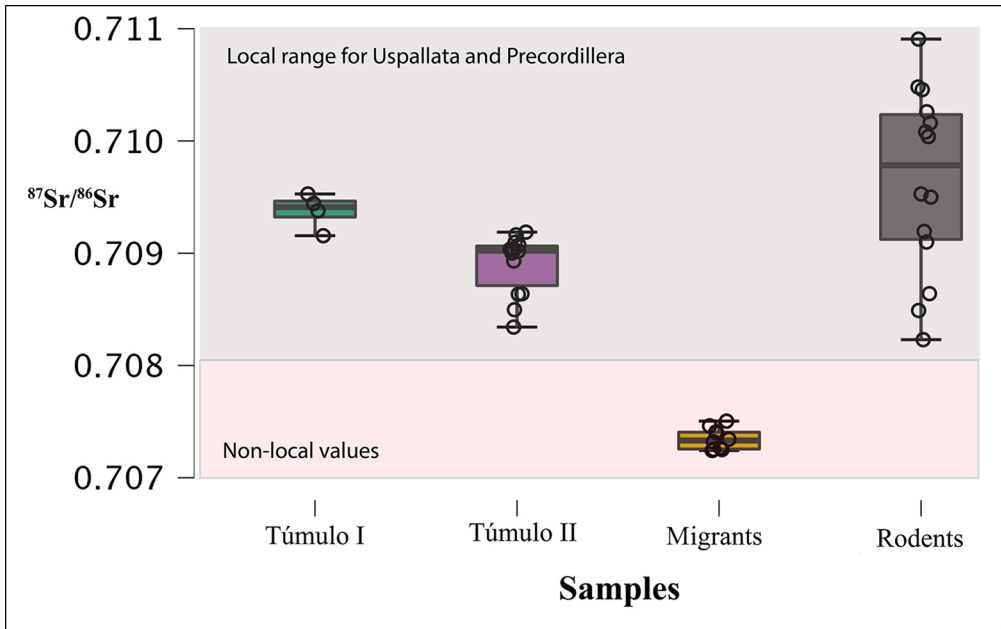 0.711
Local range for Uspallata and Precordillera
0.710
⁸⁷Sr/⁸⁶Sr
0.709
0.708
Non-local values
0.707
Túmulo I
Túmulo II
Migrants
Rodents
Samples